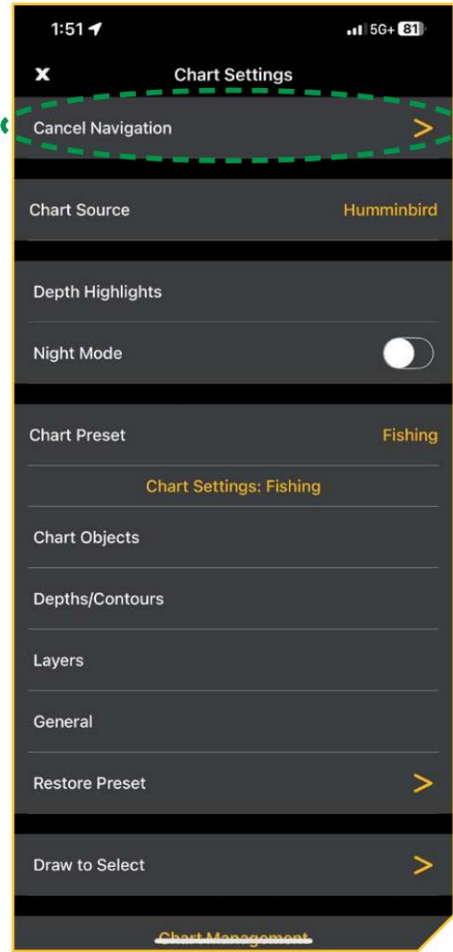 1:51 5G+ 81
x Chart Settings
Cancel Navigation >
Chart Source Humminbird
Depth Highlights
Night Mode
Chart Preset Fishing
Chart Settings: Fishing
Chart Objects
Depths/Contours
Layers
General
Restore Preset >
Draw to Select >
Chart Management